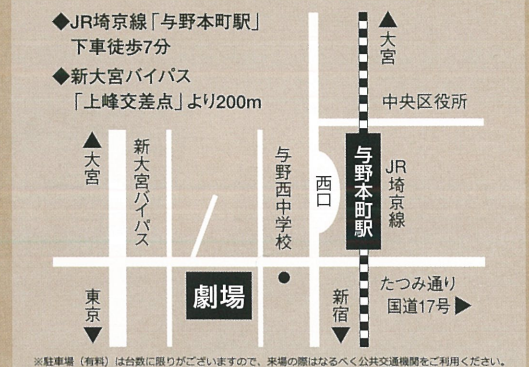 ◆JR埼京線「与野本町駅」
下車徒歩7分
◆新大宮バイパス
「上峰交差点」より200m
▲大宮
中央区役所
▲大宮
新大宮バイパス
与野西中学校
西口
与野本町駅
JR埼京線
劇場
東京▼
新宿▼
たつみ通り
国道17号▶
※駐車場（有料）は台数に限りがございますので、来場の際はなるべく公共交通機関をご利用ください。